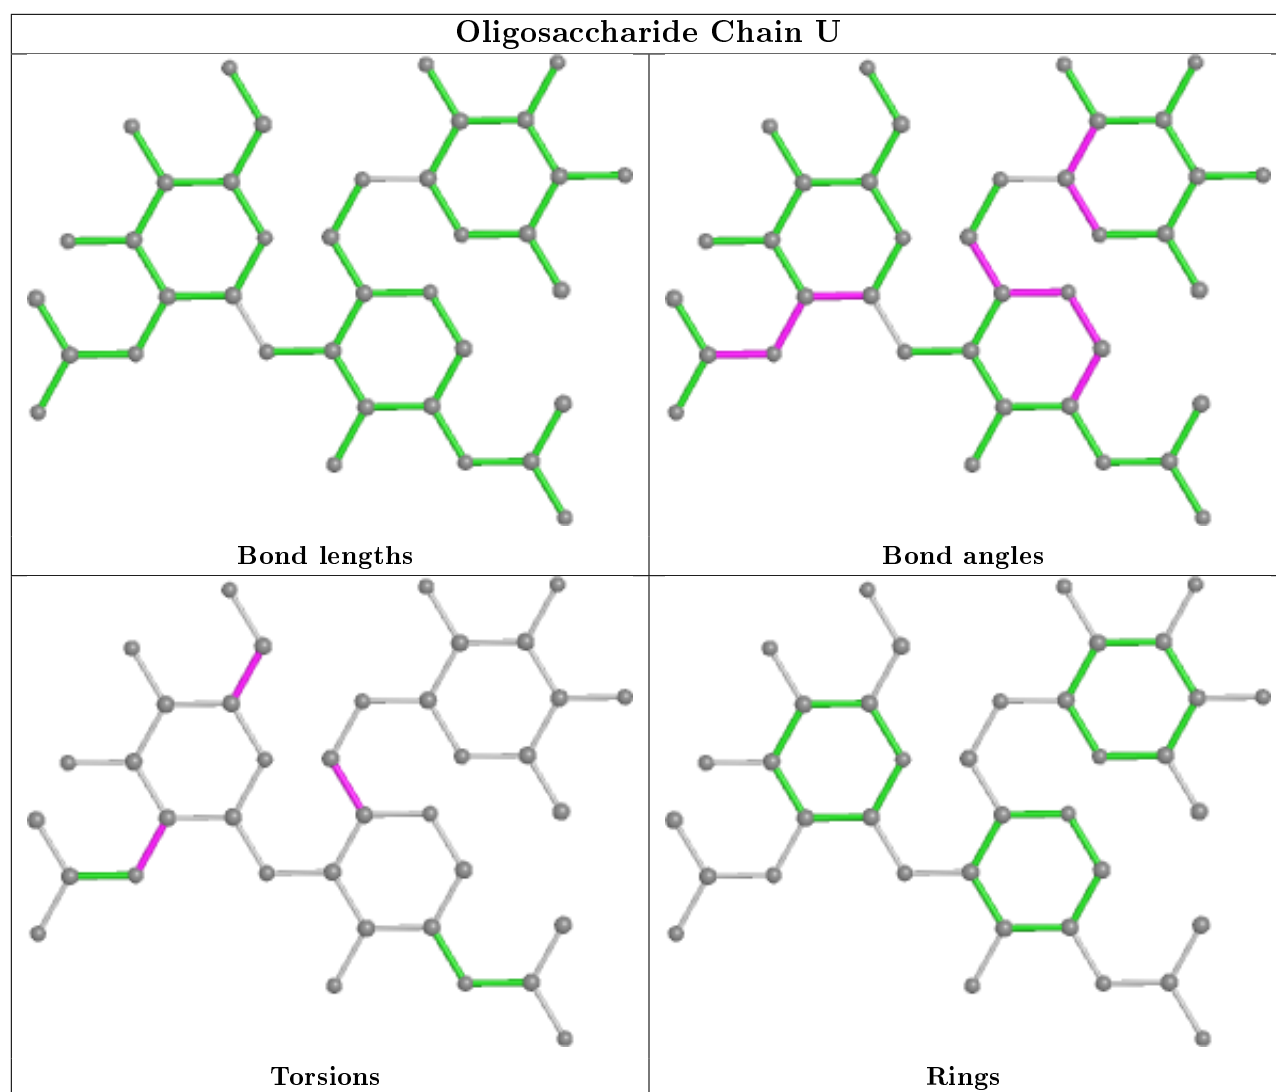 Oligosaccharide Chain U
Bond lengths
Bond angles
Torsions
Rings